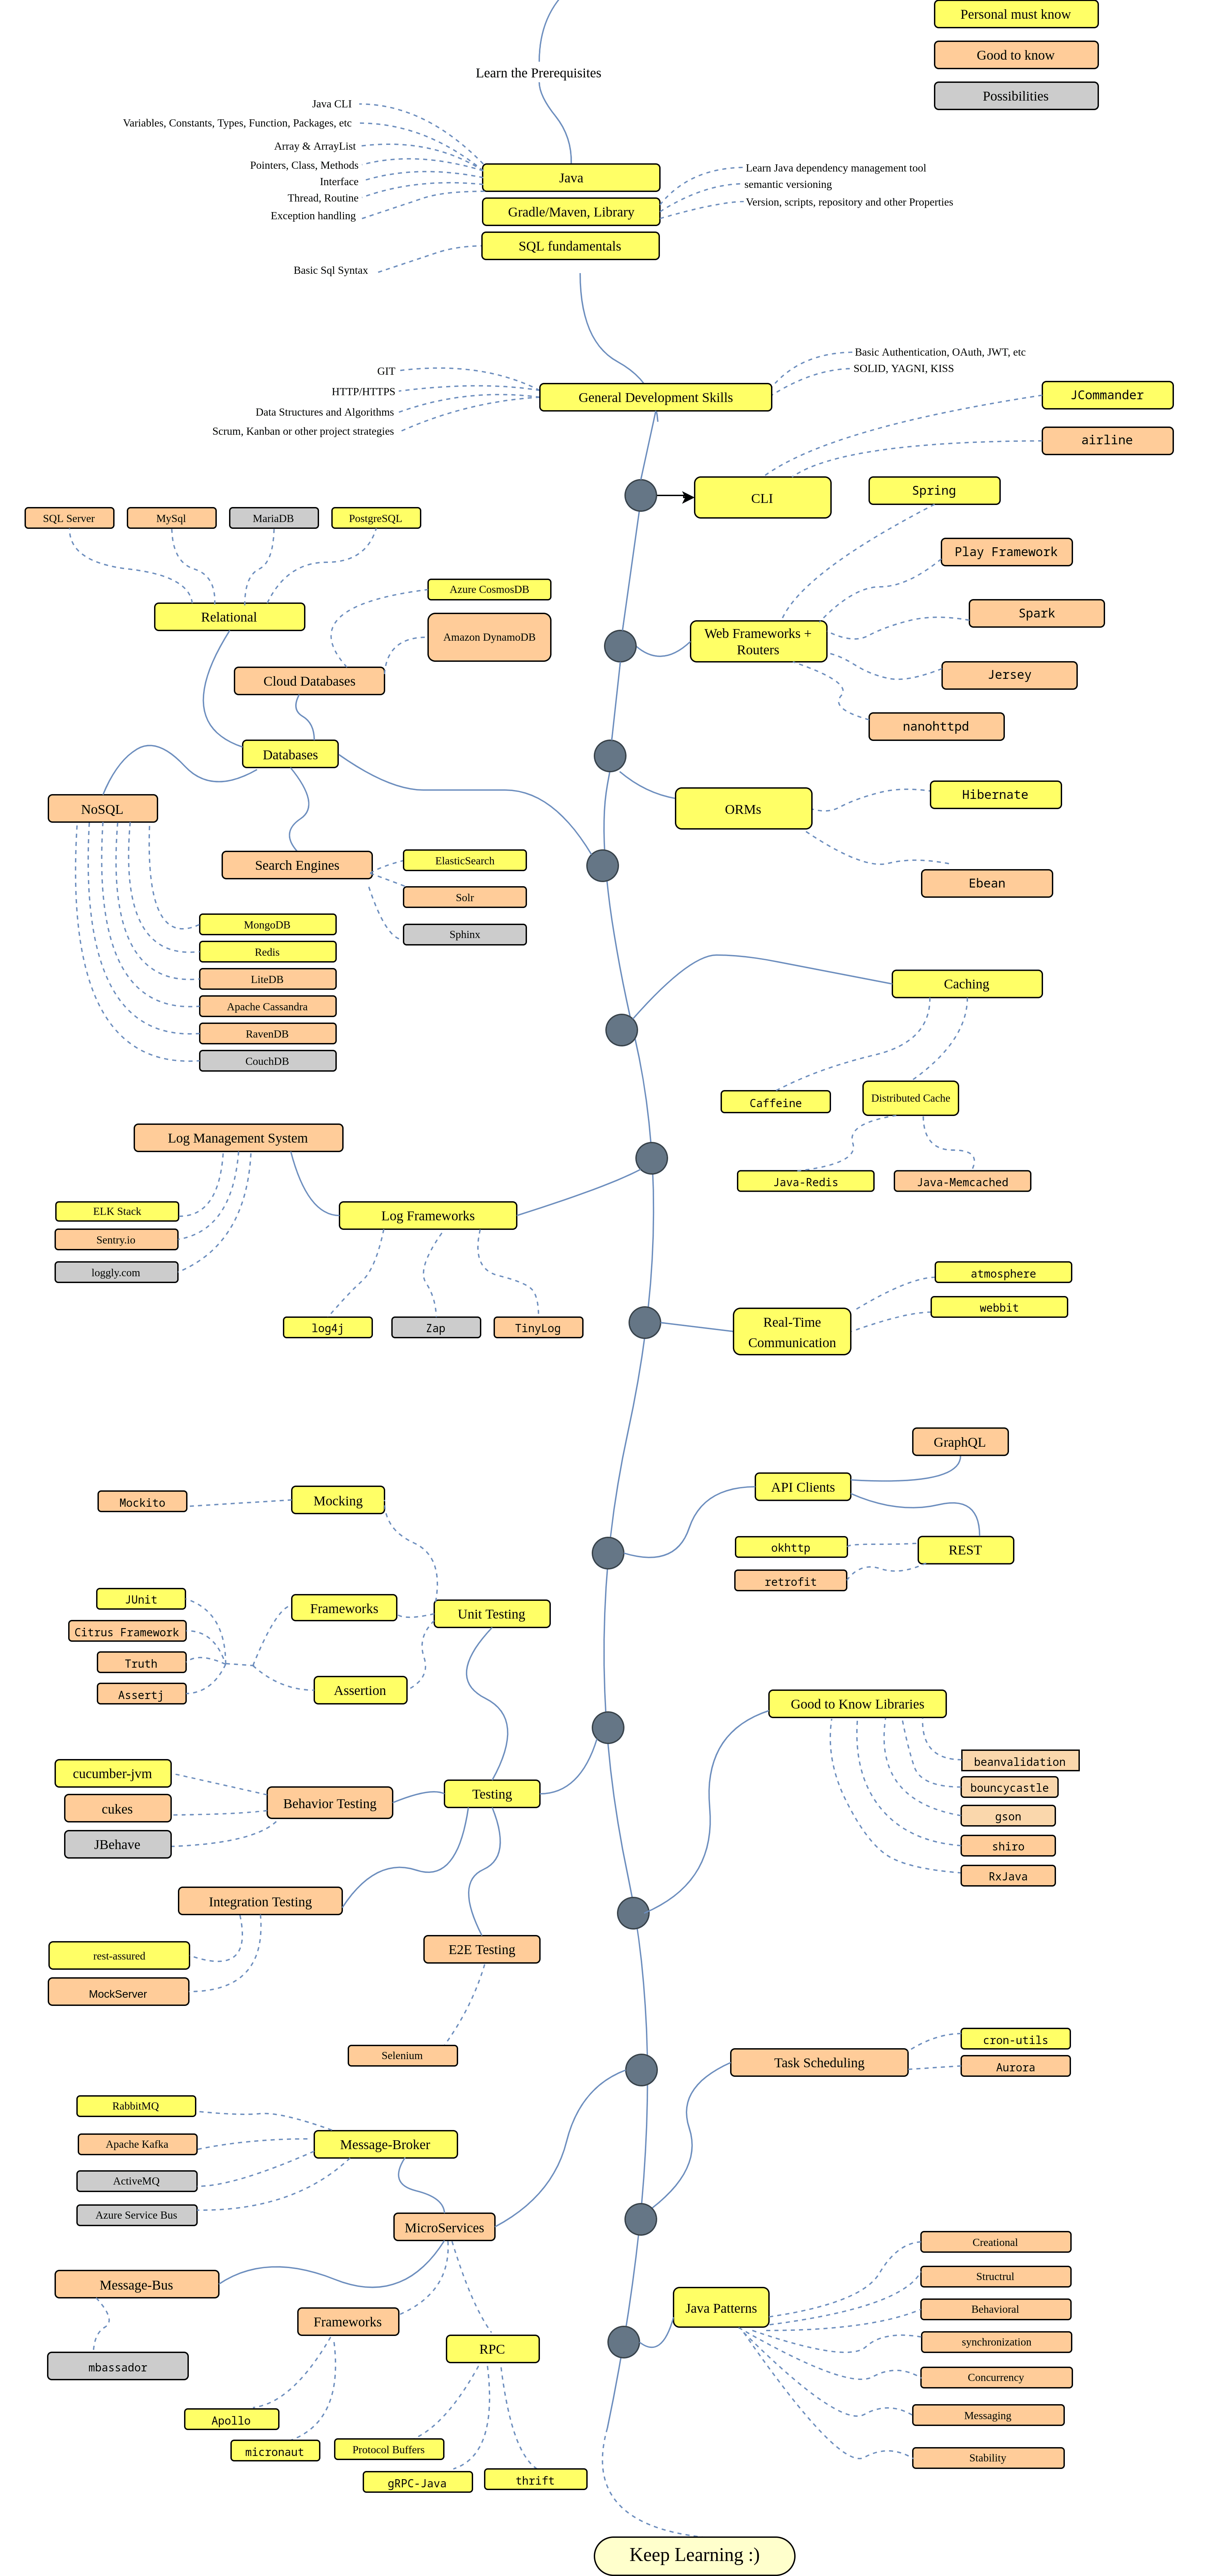 Personal must know
Good to know
Possibilities
Learn the Prerequisites
Java CLI
Variables, Constants, Types, Function, Packages, etc
Array & ArrayList
Pointers, Class, Methods
Interface
Thread, Routine
Exception handling
Java
Gradle/Maven, Library
SQL fundamentals
Learn Java dependency management tool
semantic versioning
Version, scripts, repository and other Properties
Basic Sql Syntax
Basic Authentication, OAuth, JWT, etc
SOLID, YAGNI, KISS
GIT
HTTP/HTTPS
Data Structures and Algorithms
Scrum, Kanban or other project strategies
General Development Skills
JCommander
airline
CLI
Spring
Play Framework
Spark
Jersey
nanohttpd
Web Frameworks +
Routers
SQL Server
MySql
MariaDB
PostgreSQL
Relational
Azure CosmosDB
Amazon DynamoDB
Cloud Databases
Databases
NoSQL
Search Engines
ElasticSearch
Solr
Sphinx
MongoDB
Redis
LiteDB
Apache Cassandra
RavenDB
CouchDB
ORMs
Hibernate
Ebean
Caching
Caffeine
Distributed Cache
Java-Redis
Java-Memcached
Log Management System
ELK Stack
Sentry.io
loggly.com
Log Frameworks
log4j
Zap
TinyLog
atmosphere
webbit
Real-Time
Communication
GraphQL
API Clients
okhttp
retrofit
REST
Mockito
Mocking
JUnit
Citrus Framework
Truth
Assertj
Frameworks
Unit Testing
Assertion
Good to Know Libraries
beanvalidation
bouncycastle
gson
shiro
RxJava
cucumber-jvm
cukes
JBehave
Behavior Testing
Testing
Integration Testing
rest-assured
MockServer
E2E Testing
Selenium
Task Scheduling
cron-utils
Aurora
RabbitMQ
Apache Kafka
ActiveMQ
Azure Service Bus
Message-Broker
MicroServices
Message-Bus
mbassador
Frameworks
RPC
Apollo
micronaut
Protocol Buffers
gRPC-Java
thrift
Java Patterns
Creational
Structrul
Behavioral
synchronization
Concurrency
Messaging
Stability
Keep Learning :)